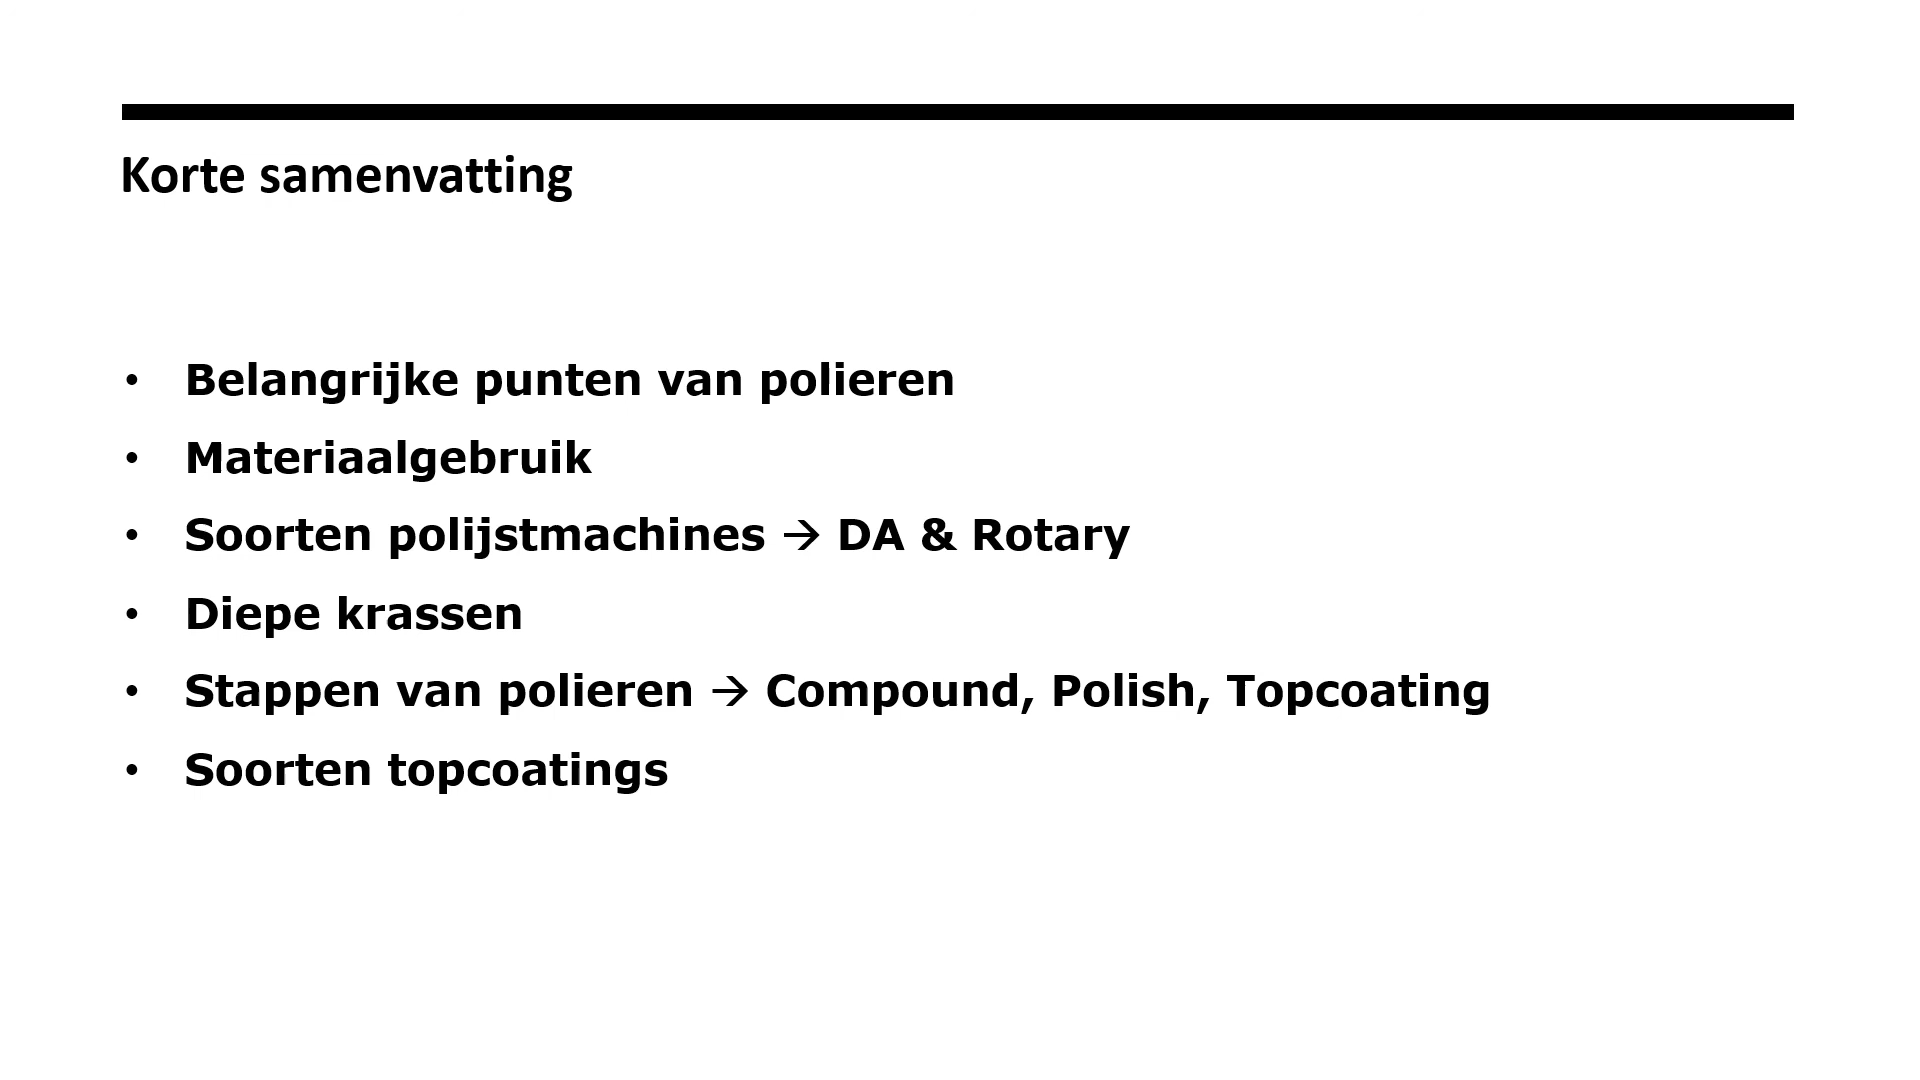 Korte samenvatting
• Belangrijke punten van polieren
• Materiaalgebruik
• Soorten polijstmachines → DA & Rotary
• Diepe krassen
• Stappen van polieren → Compound, Polish, Topcoating
• Soorten topcoatings